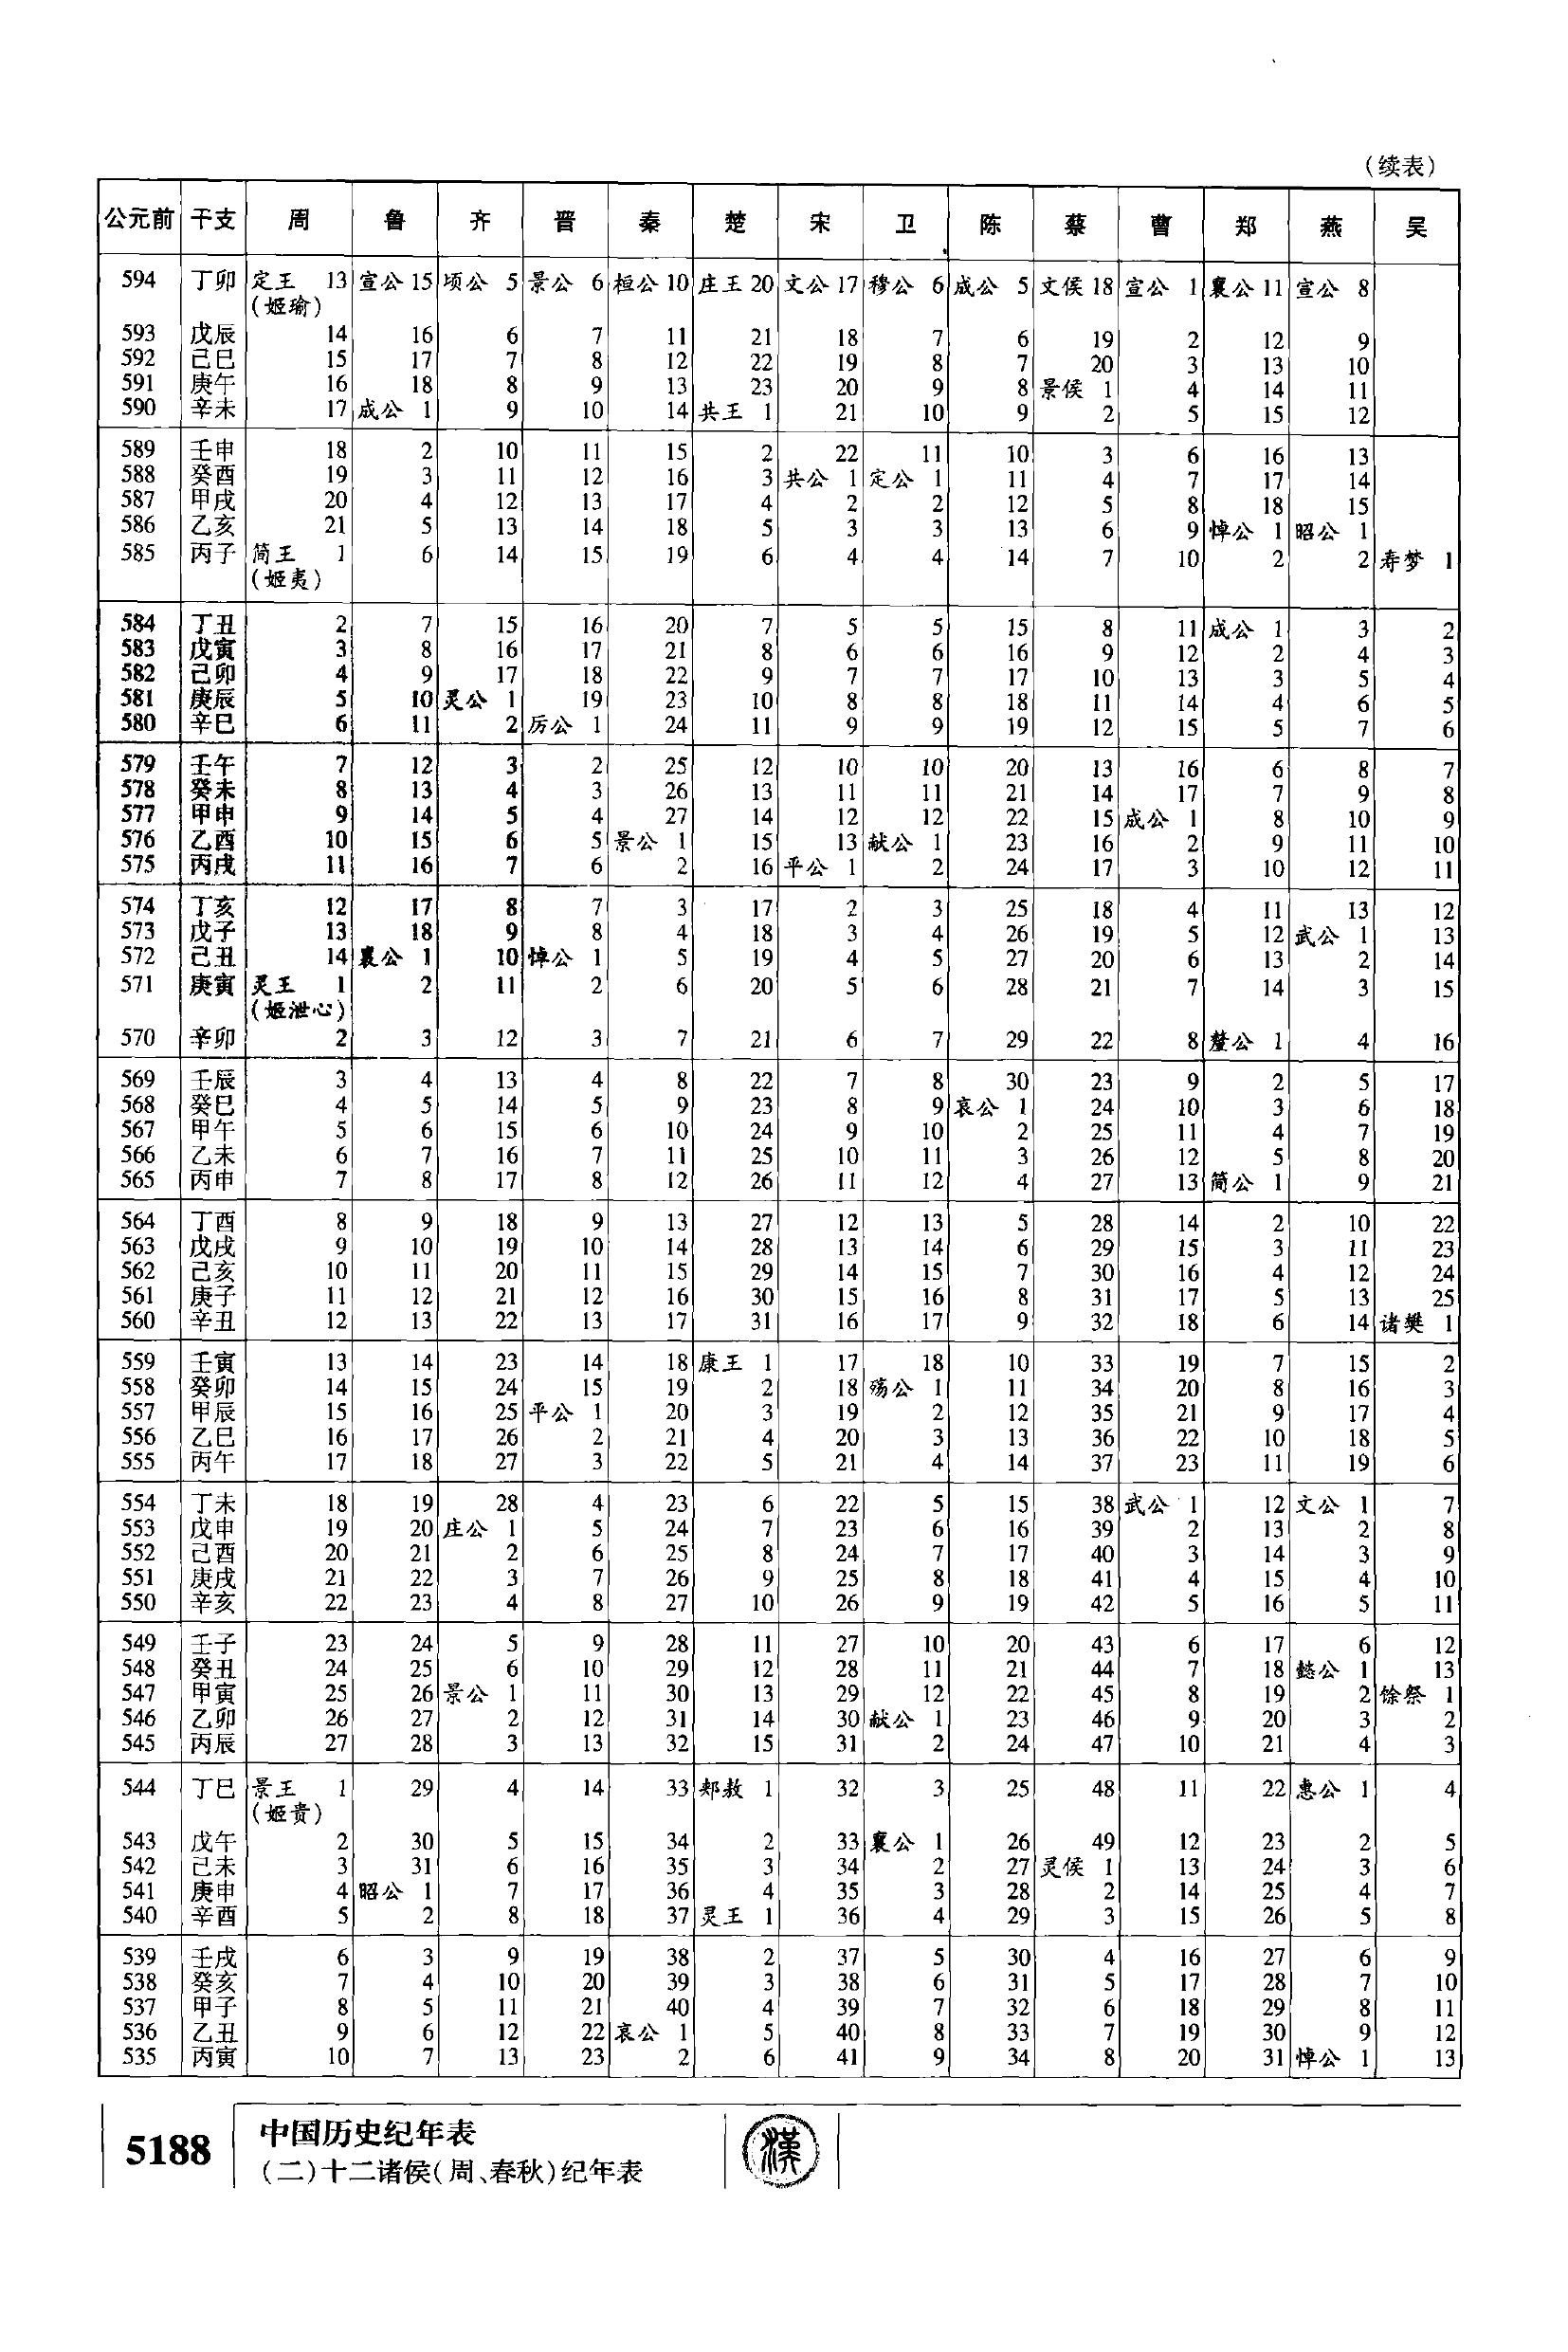 （续表）
公元前 干支 周 鲁 齐 晋 秦 楚 宋 卫 陈 蔡 曹 郑 燕 吴
594 丁卯 定王 13 宣公 15 顷公 5 景公 6 桓公 10 庄王 20 文公 17 穆公 6 成公 5 文侯 18 宣公 1 襄公 11 宣公 8
（姬瑜）
593 戊辰 14 16 6 7 11 21 18 7 6 19 2 12 9
592 己巳 15 17 7 8 12 22 19 8 7 20 3 13 10
591 庚午 16 18 8 9 13 23 20 9 8 景侯 1 4 14 11
590 辛未 17 成公 1 9 10 14 共王 1 21 10 9 2 5 15 12
589 壬申 18 2 10 11 15 2 22 11 10 3 6 16 13
588 癸酉 19 3 11 12 16 3 共公 1 定公 1 11 4 7 17 14
587 甲戌 20 4 12 13 17 4 2 2 12 5 8 18 15
586 乙亥 21 5 13 14 18 5 3 3 13 6 9 悼公 1 昭公 1
585 丙子 简王 1 6 14 15 19 6 4 4 14 7 10 2 2 寿梦 1
（姬夷）
584 丁丑 2 7 15 16 20 7 5 5 15 8 11 成公 1 3 2
583 戊寅 3 8 16 17 21 8 6 6 16 9 12 2 4 3
582 己卯 4 9 17 18 22 9 7 7 17 10 13 3 5 4
581 庚辰 5 10 灵公 1 19 23 10 8 8 18 11 14 4 6 5
580 辛巳 6 11 2 厉公 1 24 11 9 9 19 12 15 5 7 6
579 壬午 7 12 3 2 25 12 10 10 20 13 16 6 8 7
578 癸未 8 13 4 3 26 13 11 11 21 14 17 7 9 8
577 甲申 9 14 5 4 27 14 12 12 22 15 成公 1 8 10 9
576 乙酉 10 15 6 5 景公 1 15 13 献公 1 23 16 2 9 11 10
575 丙戌 11 16 7 6 2 16 平公 1 2 24 17 3 10 12 11
574 丁亥 12 17 8 7 3 17 2 3 25 18 4 11 13 12
573 戊子 13 18 9 8 4 18 3 4 26 19 5 12 武公 1 13
572 己丑 14 襄公 1 10 悼公 1 5 19 4 5 27 20 6 13 2 14
571 庚寅 灵王 1 2 11 2 6 20 5 6 28 21 7 14 3 15
（姬泄心）
570 辛卯 2 3 12 3 7 21 6 7 29 22 8 釐公 1 4 16
569 壬辰 3 4 13 4 8 22 7 8 30 23 9 2 5 17
568 癸巳 4 5 14 5 9 23 8 9 哀公 1 24 10 3 6 18
567 甲午 5 6 15 6 10 24 9 10 2 25 11 4 7 19
566 乙未 6 7 16 7 11 25 10 11 3 26 12 5 8 20
565 丙申 7 8 17 8 12 26 11 12 4 27 13 简公 1 9 21
564 丁酉 8 9 18 9 13 27 12 13 5 28 14 2 10 22
563 戊戌 9 10 19 10 14 28 13 14 6 29 15 3 11 23
562 己亥 10 11 20 11 15 29 14 15 7 30 16 4 12 24
561 庚子 11 12 21 12 16 30 15 16 8 31 17 5 13 25
560 辛丑 12 13 22 13 17 31 16 17 9 32 18 6 14 诸樊 1
559 壬寅 13 14 23 14 18 康王 1 17 18 10 33 19 7 15 2
558 癸卯 14 15 24 15 19 2 18 殇公 1 11 34 20 8 16 3
557 甲辰 15 16 25 平公 1 20 3 19 2 12 35 21 9 17 4
556 乙巳 16 17 26 2 21 4 20 3 13 36 22 10 18 5
555 丙午 17 18 27 3 22 5 21 4 14 37 23 11 19 6
554 丁未 18 19 28 4 23 6 22 5 15 38 武公 1 12 文公 1 7
553 戊申 19 20 庄公 1 5 24 7 23 6 16 39 2 13 2 8
552 己酉 20 21 2 6 25 8 24 7 17 40 3 14 3 9
551 庚戌 21 22 3 7 26 9 25 8 18 41 4 15 4 10
550 辛亥 22 23 4 8 27 10 26 9 19 42 5 16 5 11
549 壬子 23 24 5 9 28 11 27 10 20 43 6 17 6 12
548 癸丑 24 25 6 10 29 12 28 11 21 44 7 18 懿公 1 13
547 甲寅 25 26 景公 1 11 30 13 29 12 22 45 8 19 2 馀祭 1
546 乙卯 26 27 2 12 31 14 30 献公 1 23 46 9 20 3 2
545 丙辰 27 28 3 13 32 15 31 2 24 47 10 21 4 3
544 丁巳 景王 1 29 4 14 33 郏敖 1 32 3 25 48 11 22 惠公 1 4
（姬贵）
543 戊午 2 30 5 15 34 2 33 襄公 1 26 49 12 23 2 5
542 己未 3 31 6 16 35 3 34 2 27 灵侯 1 13 24 3 6
541 庚申 4 昭公 1 7 17 36 4 35 3 28 2 14 25 4 7
540 辛酉 5 2 8 18 37 灵王 1 36 4 29 3 15 26 5 8
539 壬戌 6 3 9 19 38 2 37 5 30 4 16 27 6 9
538 癸亥 7 4 10 20 39 3 38 6 31 5 17 28 7 10
537 甲子 8 5 11 21 40 4 39 7 32 6 18 29 8 11
536 乙丑 9 6 12 22 哀公 1 5 40 8 33 7 19 30 9 12
535 丙寅 10 7 13 23 2 6 41 9 34 8 20 31 悼公 1 13
5188
中国历史纪年表
（二）十二诸侯（周、春秋）纪年表
漢